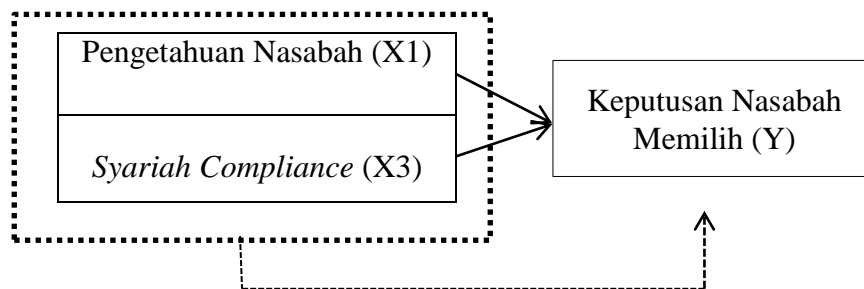 Pengetahuan Nasabah (X1)
Syariah Compliance (X3)
Keputusan Nasabah
Memilih (Y)